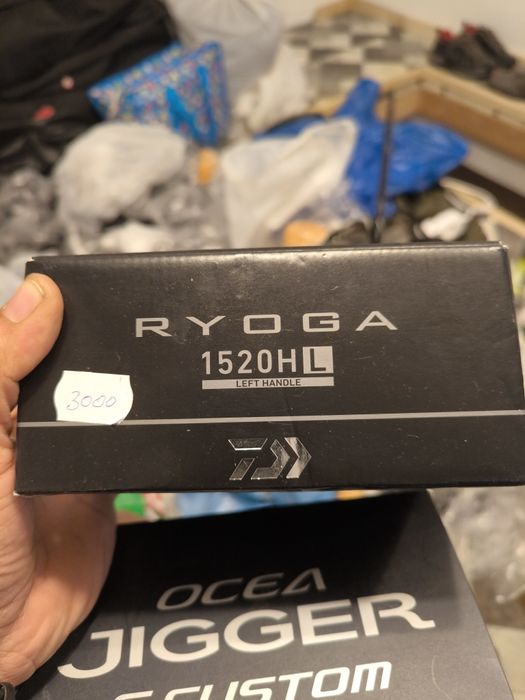 RYOGA
1520HL
LEFT HANDLE
3000
OCEA
JIGGER
CUSTOM